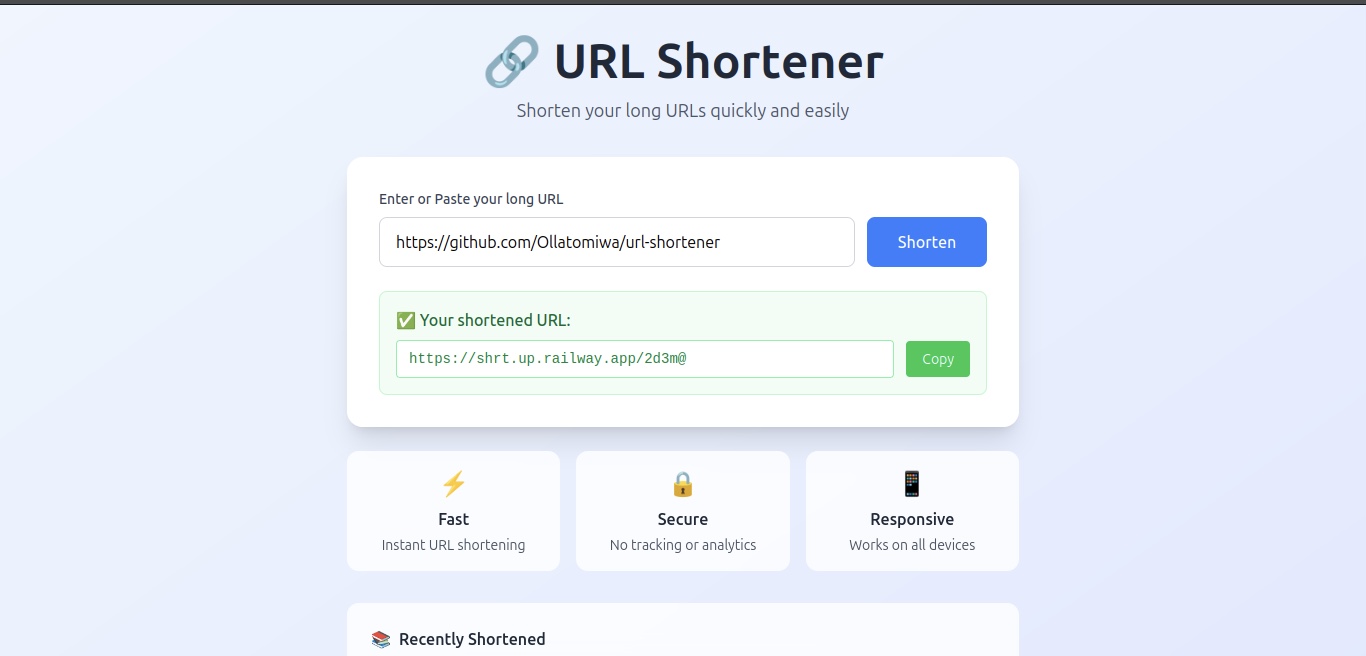 🔗 URL Shortener
Shorten your long URLs quickly and easily
Enter or Paste your long URL
https://github.com/Ollatomiwa/url-shortener
Shorten
✅ Your shortened URL:
https://shrt.up.railway.app/2d3m@
Copy
⚡
Fast
Instant URL shortening
🔒
Secure
No tracking or analytics
📱
Responsive
Works on all devices
📚 Recently Shortened